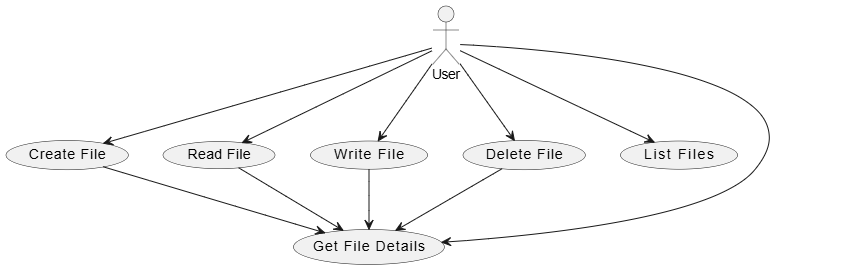 User
Create File
Read File
Write File
Delete File
List Files
Get File Details